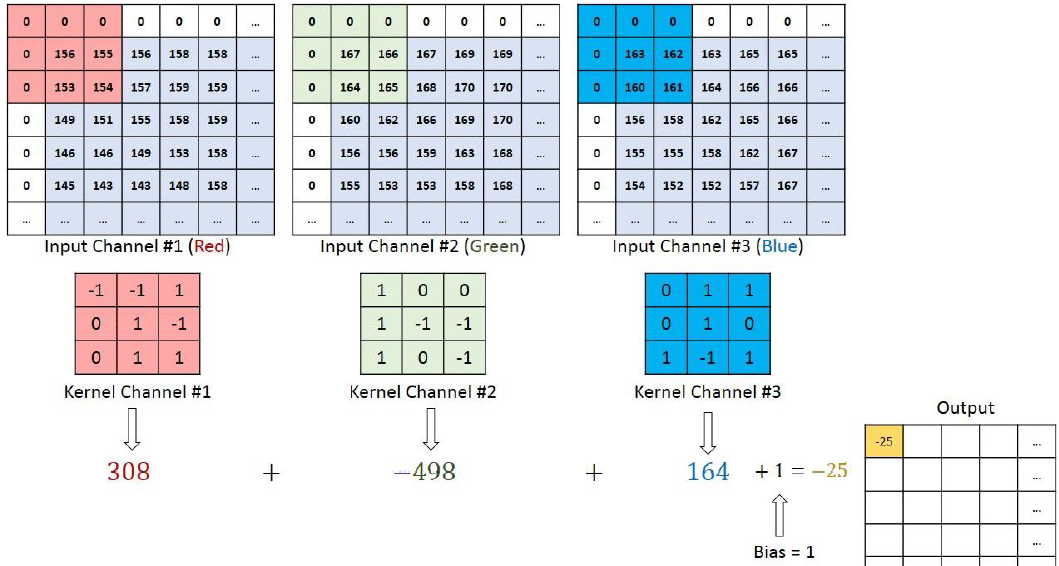 0 0 0 0 0 0 ... 0 0 0 0 0 0 ... 0 0 0 0 0 0 ...
0 156 155 156 158 158 ... 0 167 166 167 169 169 ... 0 163 162 163 165 165 ...
0 153 154 157 159 159 ... 0 164 165 168 170 170 ... 0 160 161 164 166 166 ...
0 149 151 155 158 159 ... 0 160 162 166 169 170 ... 0 156 158 162 165 166 ...
0 146 146 149 153 158 ... 0 156 156 159 163 168 ... 0 155 155 158 162 167 ...
0 145 143 143 148 158 ... 0 155 153 153 158 168 ... 0 154 152 152 157 167 ...
... ... ... ... ... ... ... ... ... ... ... ... ... ... ... ... ... ... ... ... ...
Input Channel #1 (Red) Input Channel #2 (Green) Input Channel #3 (Blue)
-1 -1 1 1 0 0 0 1 1
0 1 -1 1 -1 -1 0 1 0
0 1 1 1 0 -1 1 -1 1
Kernel Channel #1 Kernel Channel #2 Kernel Channel #3
308 + −498 + 164 + 1 = −25
Bias = 1
Output
-25 ...
...
...
...